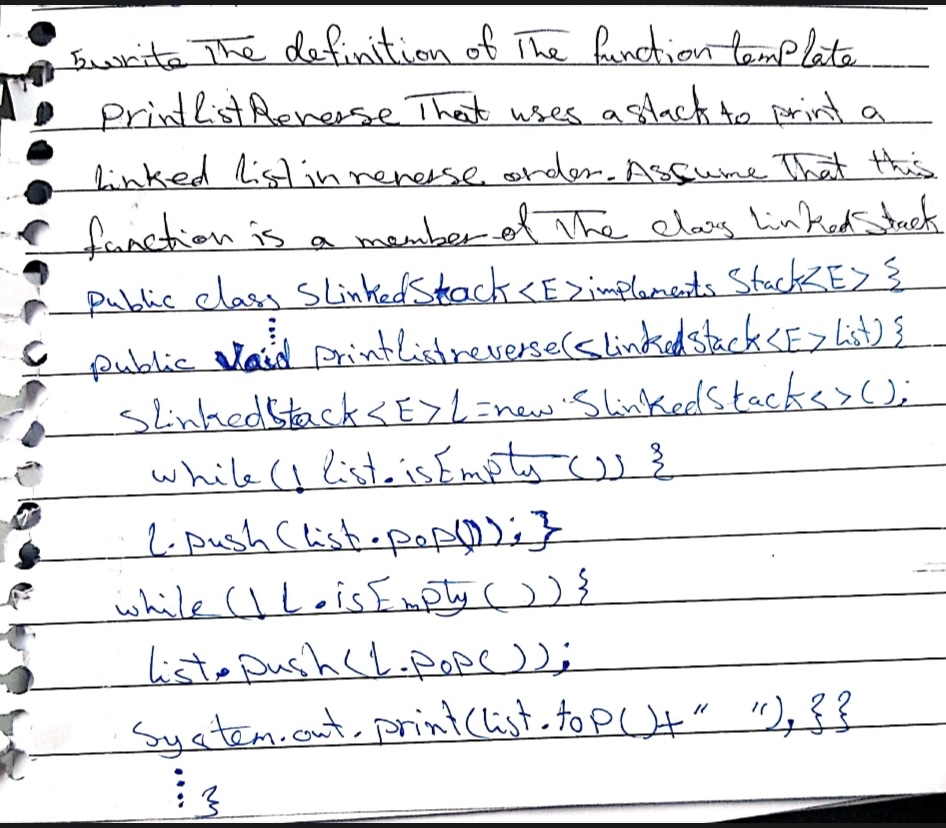 5 write The definition of The function template
printListReverse That uses a stack to print a
linked list in reverse order. Assume That this
function is a member of The class linkedStack
public class SLinkedStack<E> implements Stack<E> {
⋮
public void printlistreverse(SlinkedStack<E> list) {
SLinkedStack<E> L = new SLinkedStack<>();
while (! list.isEmpty ()) {
L.push (list.pop());}
while (! L.isEmpty ()) {
list.push(L.pop());
System.out.print(list.top()+" "); }}
⋮ }